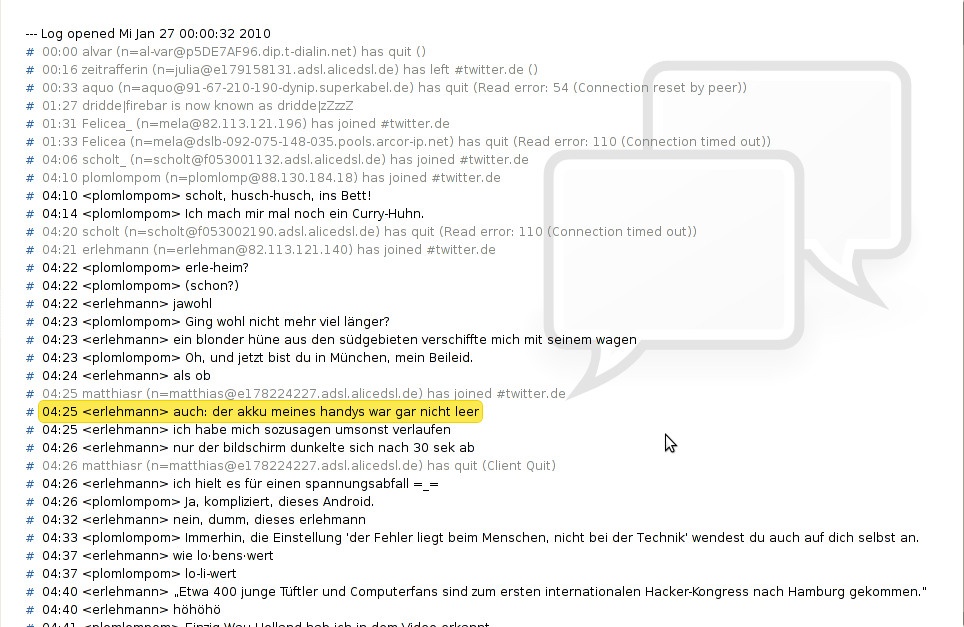 --- Log opened Mi Jan 27 00:00:32 2010
# 00:00 alvar (n=al-var@p5DE7AF96.dip.t-dialin.net) has quit ()
# 00:16 zeitrafferin (n=julia@e179158131.adsl.alicedsl.de) has left #twitter.de ()
# 00:33 aquo (n=aquo@91-67-210-190-dynip.superkabel.de) has quit (Read error: 54 (Connection reset by peer))
# 01:27 dridde|firebar is now known as dridde|zZzzZ
# 01:31 Felicea_ (n=mela@82.113.121.196) has joined #twitter.de
# 01:33 Felicea (n=mela@dslb-092-075-148-035.pools.arcor-ip.net) has quit (Read error: 110 (Connection timed out))
# 04:06 scholt_ (n=scholt@f053001132.adsl.alicedsl.de) has joined #twitter.de
# 04:10 plomlompom (n=plomlomp@88.130.184.18) has joined #twitter.de
# 04:10 <plomlompom> scholt, husch-husch, ins Bett!
# 04:14 <plomlompom> Ich mach mir mal noch ein Curry-Huhn.
# 04:20 scholt (n=scholt@f053002190.adsl.alicedsl.de) has quit (Read error: 110 (Connection timed out))
# 04:21 erlehmann (n=erlehman@82.113.121.140) has joined #twitter.de
# 04:22 <plomlompom> erle-heim?
# 04:22 <plomlompom> (schon?)
# 04:22 <erlehmann> jawohl
# 04:23 <plomlompom> Ging wohl nicht mehr viel länger?
# 04:23 <erlehmann> ein blonder hüne aus den südgebieten verschiffte mich mit seinem wagen
# 04:23 <plomlompom> Oh, und jetzt bist du in München, mein Beileid.
# 04:24 <erlehmann> als ob
# 04:25 matthiasr (n=matthias@e178224227.adsl.alicedsl.de) has joined #twitter.de
# 04:25 <erlehmann> auch: der akku meines handys war gar nicht leer
# 04:25 <erlehmann> ich habe mich sozusagen umsonst verlaufen
# 04:26 <erlehmann> nur der bildschirm dunkelte sich nach 30 sek ab
# 04:26 matthiasr (n=matthias@e178224227.adsl.alicedsl.de) has quit (Client Quit)
# 04:26 <erlehmann> ich hielt es für einen spannungsabfall =_=
# 04:26 <plomlompom> Ja, kompliziert, dieses Android.
# 04:32 <erlehmann> nein, dumm, dieses erlehmann
# 04:33 <plomlompom> Immerhin, die Einstellung 'der Fehler liegt beim Menschen, nicht bei der Technik' wendest du auch auf dich selbst an.
# 04:37 <erlehmann> wie lo·bens·wert
# 04:37 <plomlompom> lo-li-wert
# 04:40 <erlehmann> „Etwa 400 junge Tüftler und Computerfans sind zum ersten internationalen Hacker-Kongress nach Hamburg gekommen."
# 04:40 <erlehmann> höhöhö
# 04:41 <plomlompom> Einzig Wau Holland hab ich in dem Video erkannt.